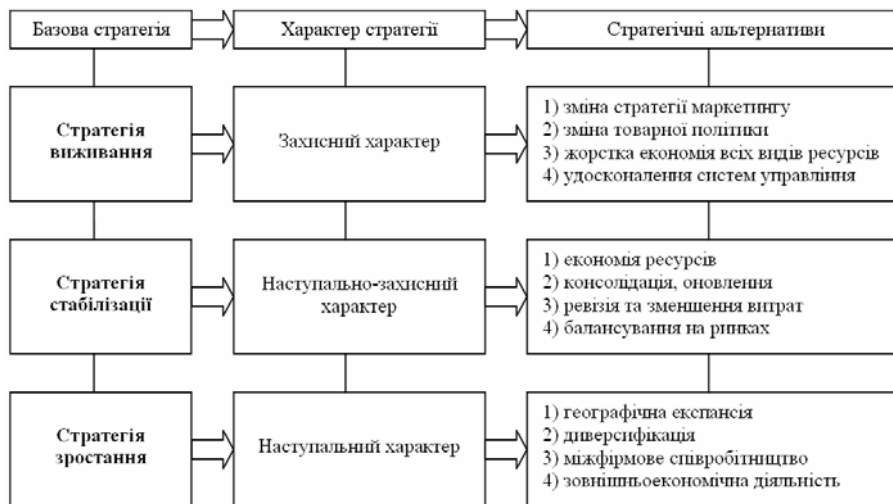 Базова стратегія
Характер стратегії
Стратегічні альтернативи
Стратегія
виживання
Захисний характер
1) зміна стратегії маркетингу
2) зміна товарної політики
3) жорстка економія всіх видів ресурсів
4) удосконалення систем управління
Стратегія
стабілізації
Наступально-захисний
характер
1) економія ресурсів
2) консолідація, оновлення
3) ревізія та зменшення витрат
4) балансування на ринках
Стратегія
зростання
Наступальний характер
1) географічна експансія
2) диверсифікація
3) міжфірмове співробітництво
4) зовнішньоекономічна діяльність